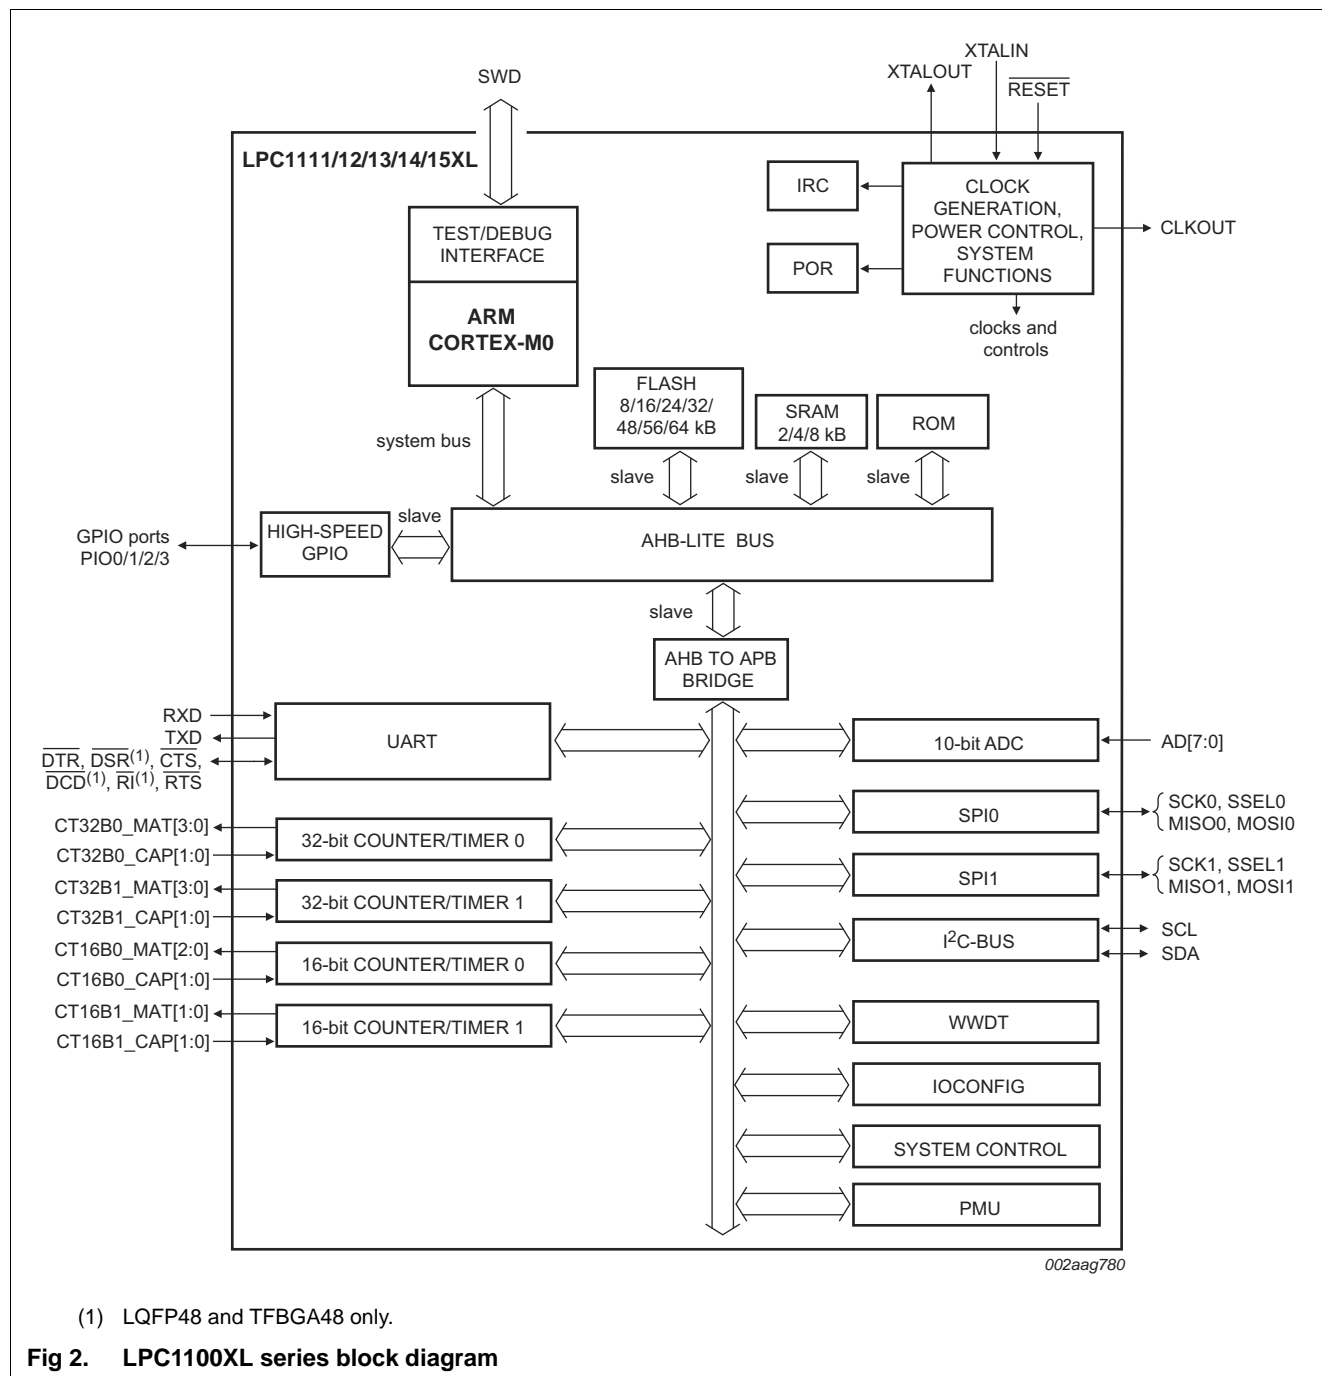 XTALIN
XTALOUT
RESET
SWD
LPC1111/12/13/14/15XL
IRC
POR
CLOCK
GENERATION,
POWER CONTROL,
SYSTEM
FUNCTIONS
CLKOUT
clocks and
controls
TEST/DEBUG
INTERFACE
ARM
CORTEX-M0
system bus
FLASH
8/16/24/32/
48/56/64 kB
SRAM
2/4/8 kB
ROM
slave
slave
slave
GPIO ports
PIO0/1/2/3
HIGH-SPEED
GPIO
slave
AHB-LITE BUS
slave
AHB TO APB
BRIDGE
RXD
TXD
DTR, DSR(1), CTS,
DCD(1), RI(1), RTS
UART
10-bit ADC
AD[7:0]
CT32B0_MAT[3:0]
CT32B0_CAP[1:0]
32-bit COUNTER/TIMER 0
SPI0
SCK0, SSEL0
MISO0, MOSI0
CT32B1_MAT[3:0]
CT32B1_CAP[1:0]
32-bit COUNTER/TIMER 1
SPI1
SCK1, SSEL1
MISO1, MOSI1
CT16B0_MAT[2:0]
CT16B0_CAP[1:0]
16-bit COUNTER/TIMER 0
I2C-BUS
SCL
SDA
CT16B1_MAT[1:0]
CT16B1_CAP[1:0]
16-bit COUNTER/TIMER 1
WWDT
IOCONFIG
SYSTEM CONTROL
PMU
002aag780
(1) LQFP48 and TFBGA48 only.
Fig 2. LPC1100XL series block diagram